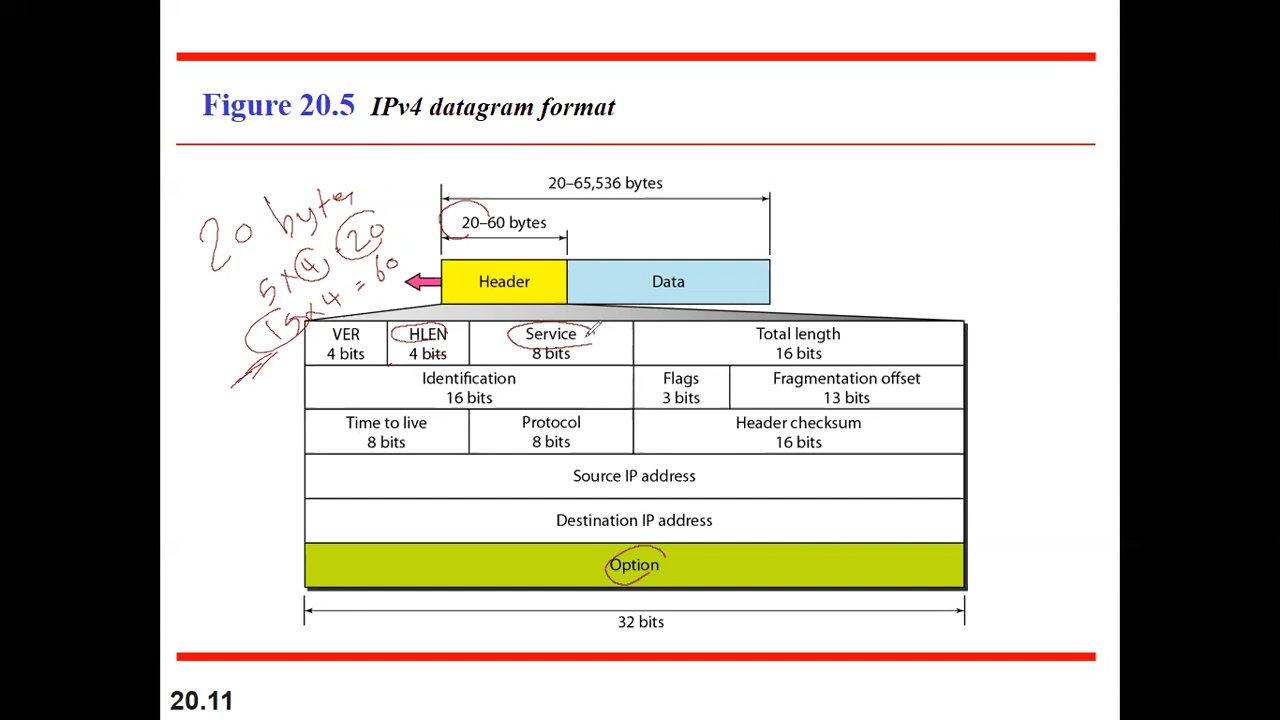 Figure 20.5 IPv4 datagram format
20–65,536 bytes
20 bytes
20–60 bytes
5 x 4 = 20
15 x 4 = 60
Header Data
VER HLEN Service Total length
4 bits 4 bits 8 bits 16 bits
Identification Flags Fragmentation offset
16 bits 3 bits 13 bits
Time to live Protocol Header checksum
8 bits 8 bits 16 bits
Source IP address
Destination IP address
Option
32 bits
20.11